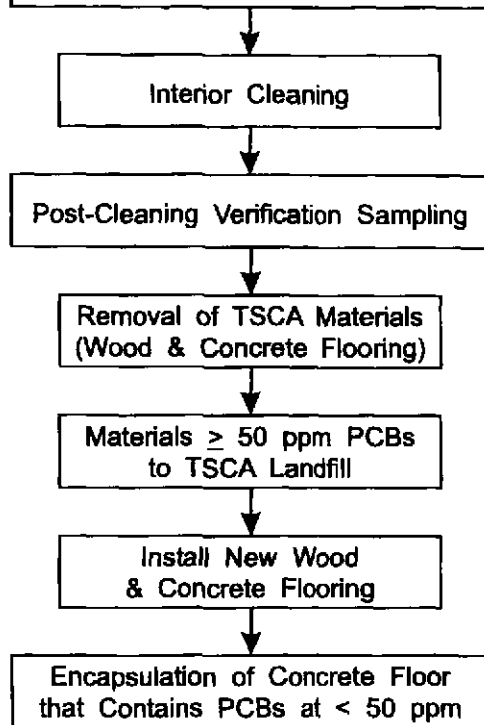 Interior Cleaning
Post-Cleaning Verification Sampling
Removal of TSCA Materials
(Wood & Concrete Flooring)
Materials ≥ 50 ppm PCBs
to TSCA Landfill
Install New Wood
& Concrete Flooring
Encapsulation of Concrete Floor
that Contains PCBs at < 50 ppm